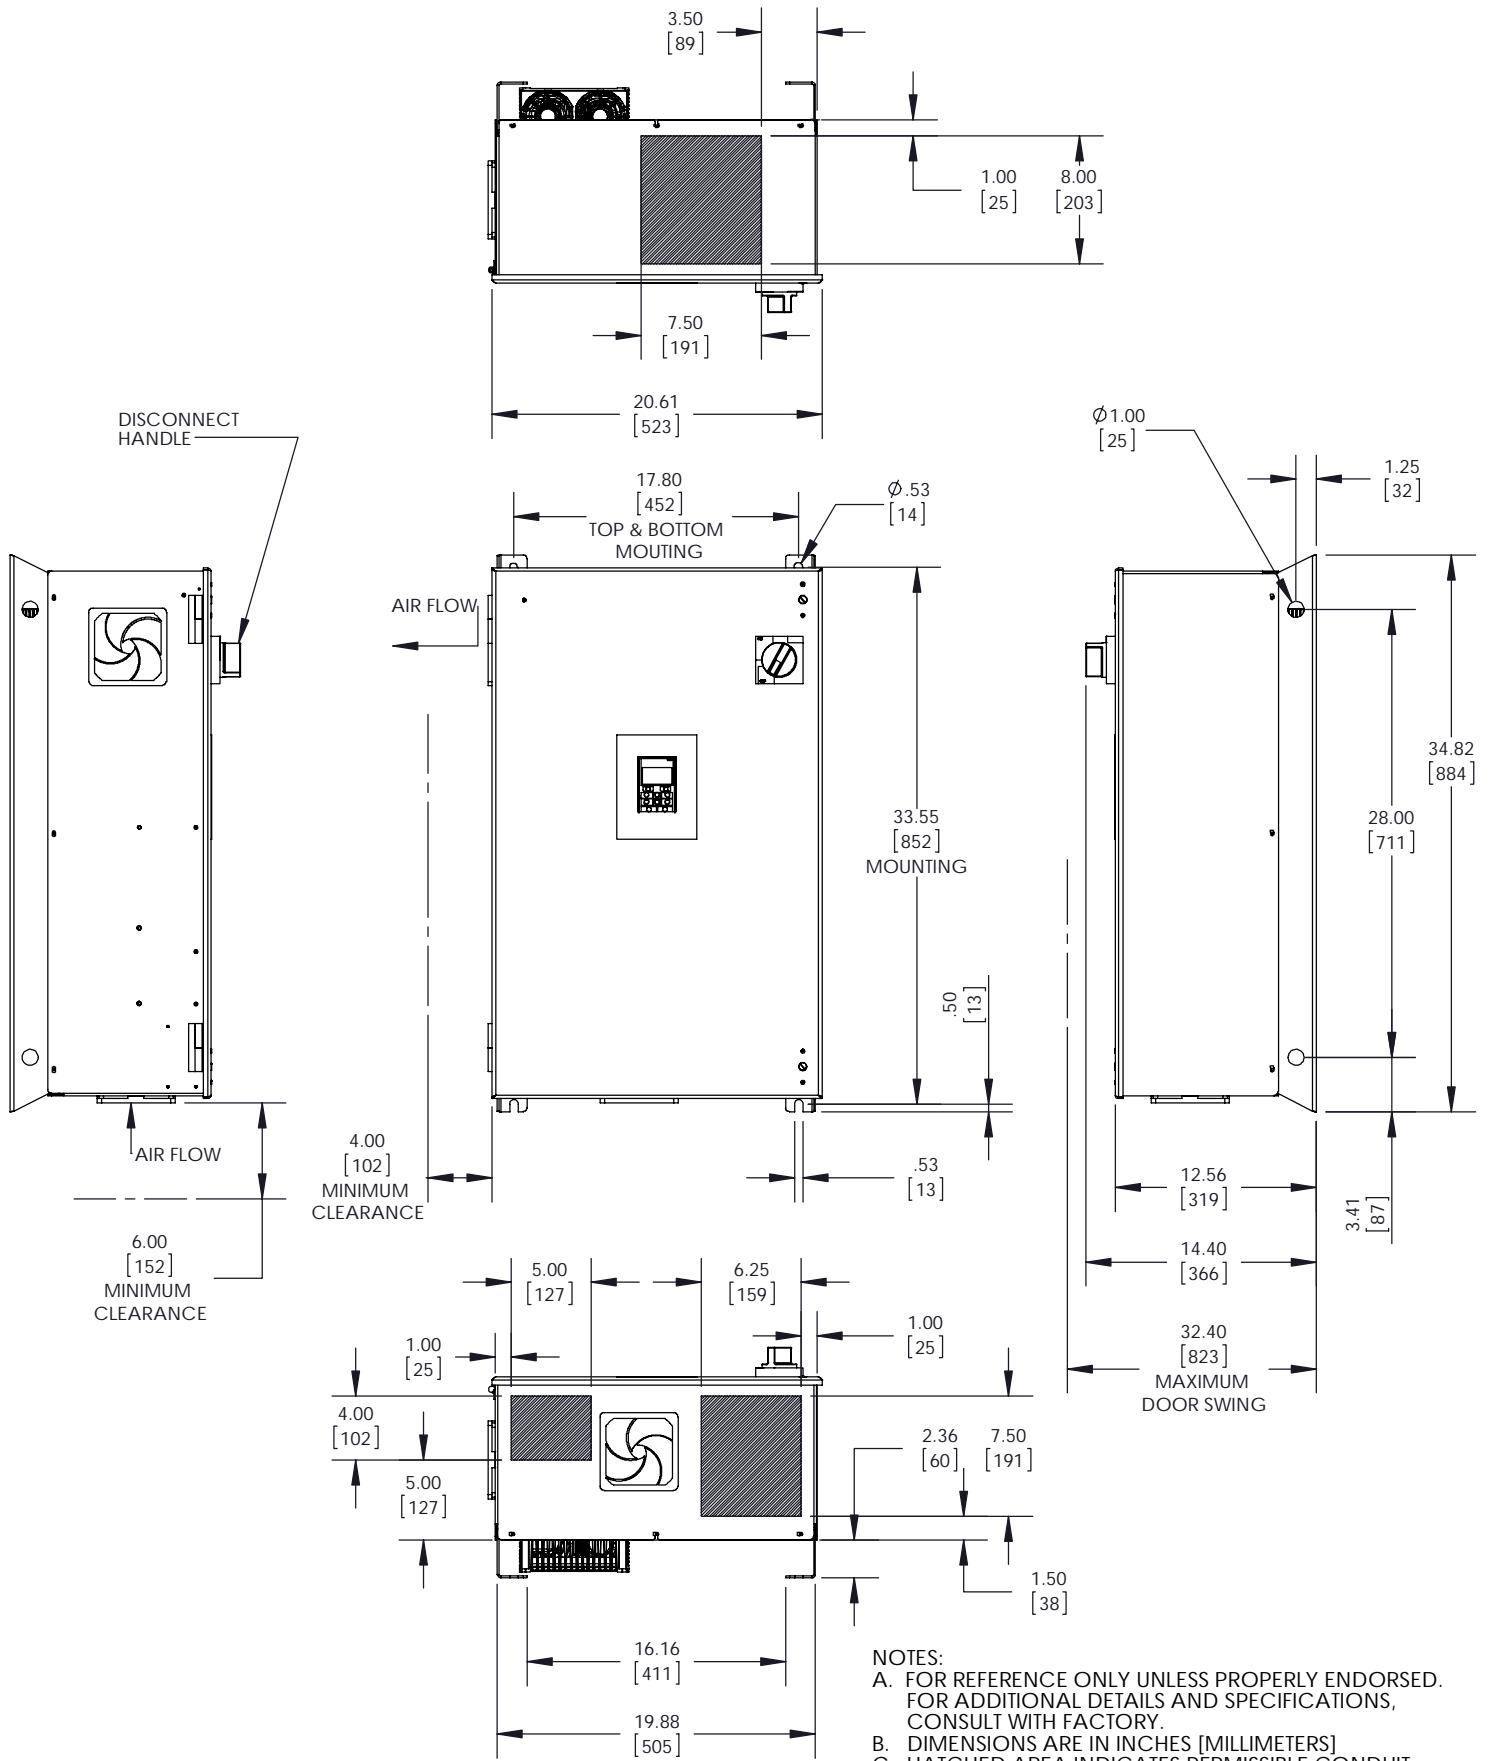 3.50
[89]
1.00
[25]
8.00
[203]
7.50
[191]
20.61
[523]
DISCONNECT
HANDLE
17.80
[452]
TOP & BOTTOM
MOUTING
Ø.53
[14]
Ø1.00
[25]
1.25
[32]
AIR FLOW
33.55
[852]
MOUNTING
34.82
[884]
28.00
[711]
.50
[13]
AIR FLOW
6.00
[152]
MINIMUM
CLEARANCE
4.00
[102]
MINIMUM
CLEARANCE
.53
[13]
12.56
[319]
3.41
[87]
14.40
[366]
32.40
[823]
MAXIMUM
DOOR SWING
5.00
[127]
6.25
[159]
1.00
[25]
1.00
[25]
4.00
[102]
5.00
[127]
2.36
[60]
7.50
[191]
1.50
[38]
16.16
[411]
19.88
[505]
NOTES:
A. FOR REFERENCE ONLY UNLESS PROPERLY ENDORSED.
FOR ADDITIONAL DETAILS AND SPECIFICATIONS,
CONSULT WITH FACTORY.
B. DIMENSIONS ARE IN INCHES [MILLIMETERS]
C. HATCHED AREA INDICATES PERMISSIBLE CONDUIT